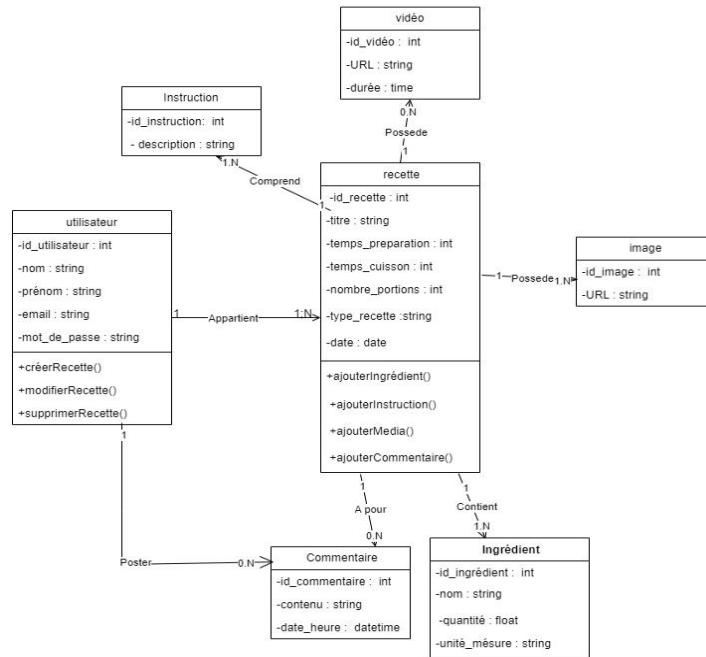 vidéo
-id_vidéo : int
-URL : string
-durée : time
0.N
Possede
1
Instruction
-id_instruction: int
- description : string
1.N
Comprend
1
recette
-id_recette : int
-titre : string
-temps_preparation : int
-temps_cuisson : int
-nombre_portions : int
-type_recette :string
-date : date
+ajouterIngrédient()
+ajouterInstruction()
+ajouterMedia()
+ajouterCommentaire()
utilisateur
-id_utilisateur : int
-nom : string
-prénom : string
-email : string
-mot_de_passe : string
+créerRecette()
+modifierRecette()
+supprimerRecette()
1
Appartient
1.N
image
-id_image : int
-URL : string
1
Possede
1.N
1
Poster
0.N
1
A pour
0.N
1
Contient
1.N
Commentaire
-id_commentaire : int
-contenu : string
-date_heure : datetime
Ingrédient
-id_ingrédient : int
-nom : string
-quantité : float
-unité_mésure : string